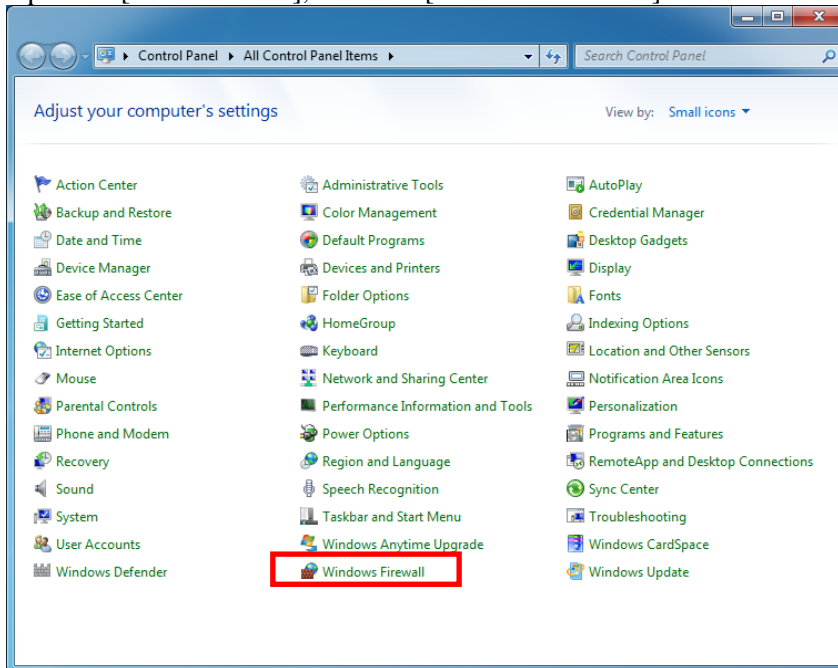 Control Panel ▸ All Control Panel Items ▸ Search Control Panel
Adjust your computer's settings View by: Small icons
Action Center Administrative Tools AutoPlay
Backup and Restore Color Management Credential Manager
Date and Time Default Programs Desktop Gadgets
Device Manager Devices and Printers Display
Ease of Access Center Folder Options Fonts
Getting Started HomeGroup Indexing Options
Internet Options Keyboard Location and Other Sensors
Mouse Network and Sharing Center Notification Area Icons
Parental Controls Performance Information and Tools Personalization
Phone and Modem Power Options Programs and Features
Recovery Region and Language RemoteApp and Desktop Connections
Sound Speech Recognition Sync Center
System Taskbar and Start Menu Troubleshooting
User Accounts Windows Anytime Upgrade Windows CardSpace
Windows Defender Windows Firewall Windows Update